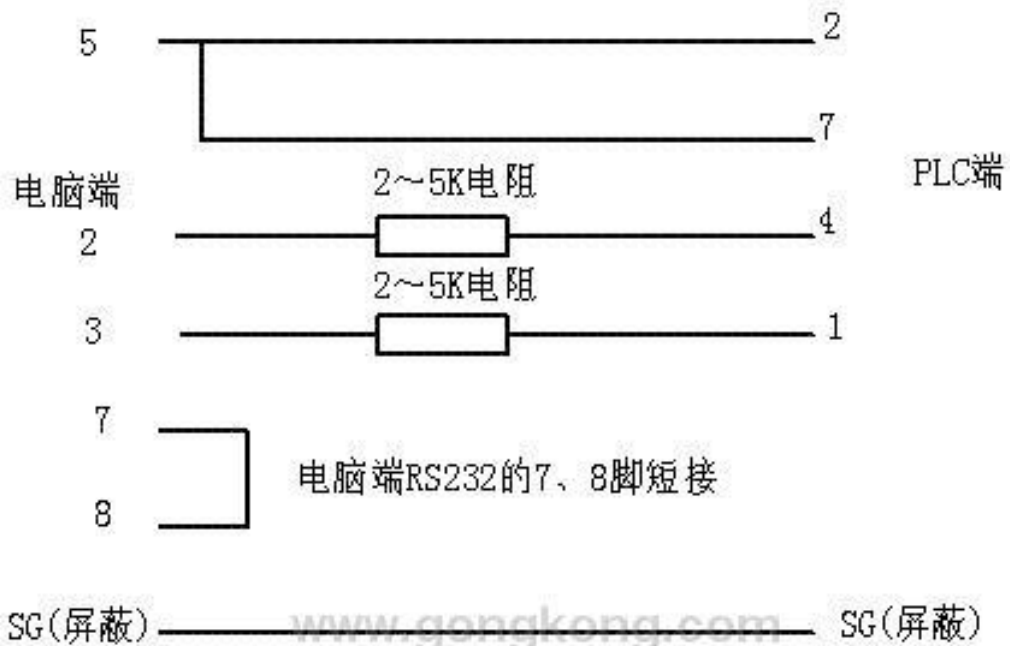 5 2
7
电脑端 2～5K电阻 PLC端
2 4
2～5K电阻
3 1
7
电脑端RS232的7、8脚短接
8
www.gongkong.com
SG(屏蔽) SG(屏蔽)